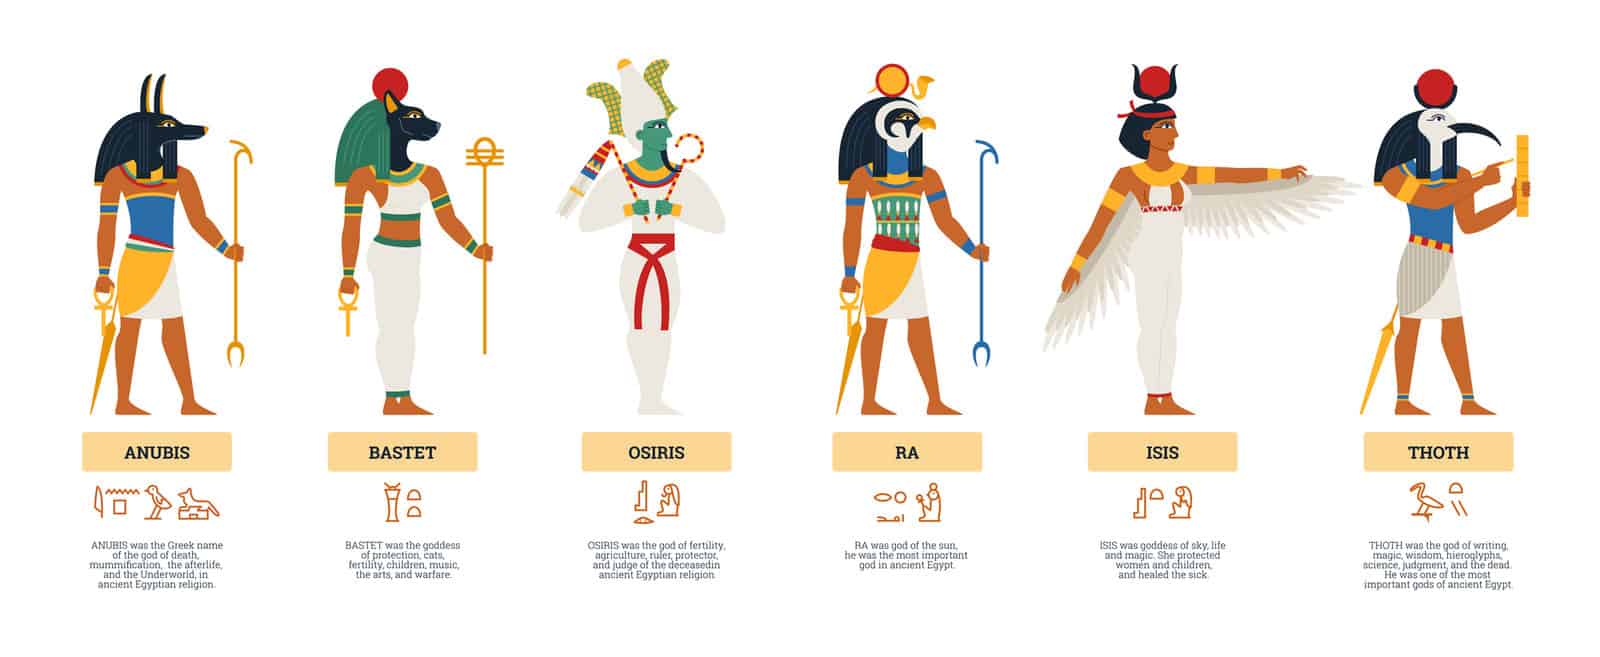 ANUBIS
ANUBIS was the Greek name
of the god of death,
mummification, the afterlife,
and the Underworld, in
ancient Egyptian religion.
BASTET
BASTET was the goddess
of protection, cats,
fertility, children, music,
the arts, and warfare.
OSIRIS
OSIRIS was the god of fertility,
agriculture, ruler, protector,
and judge of the deceasedin
ancient Egyptian religion
RA
RA was god of the sun,
he was the most important
god in ancient Egypt.
ISIS
ISIS was goddess of sky, life
and magic. She protected
women and children,
and healed the sick.
THOTH
THOTH was the god of writing,
magic, wisdom, hieroglyphs,
science, judgment, and the dead.
He was one of the most
important gods of ancient Egypt.